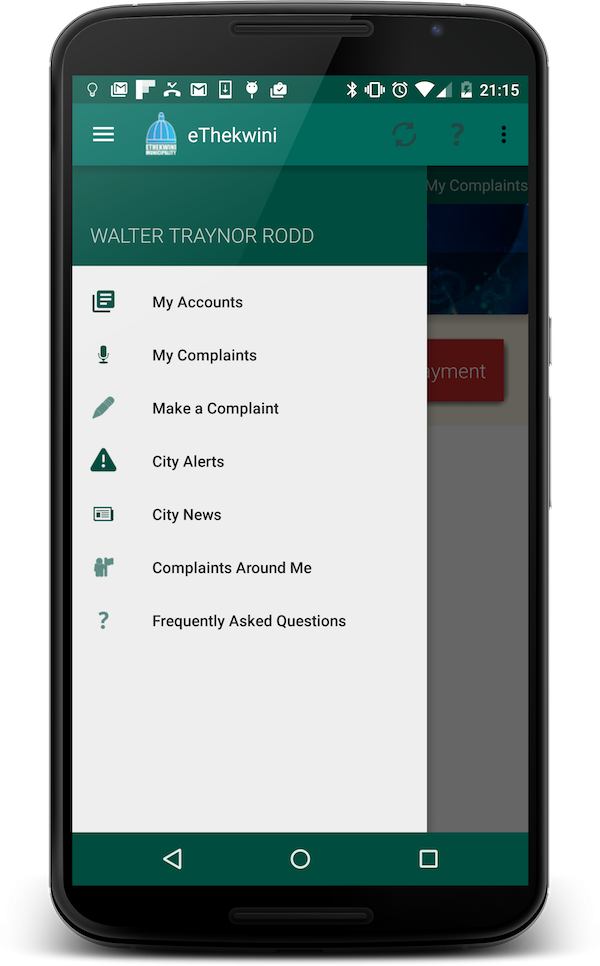 21:15
ETHEKWINI
MUNICIPALITY
eThekwini
?
My Complaints
WALTER TRAYNOR RODD
ayment
My Accounts
My Complaints
Make a Complaint
City Alerts
City News
Complaints Around Me
? Frequently Asked Questions